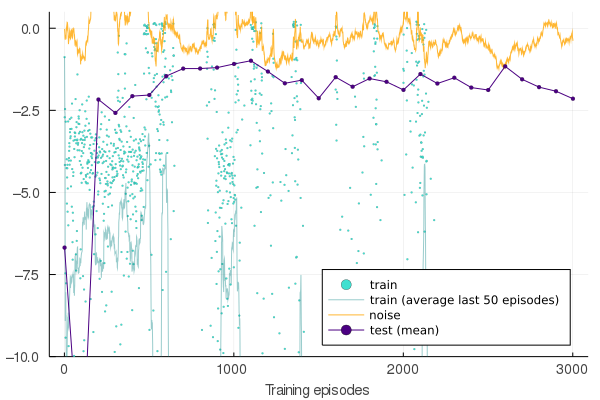 0.0
−2.5
−5.0
−7.5
−10.0
0
1000
2000
3000
Training episodes
train
train (average last 50 episodes)
noise
test (mean)